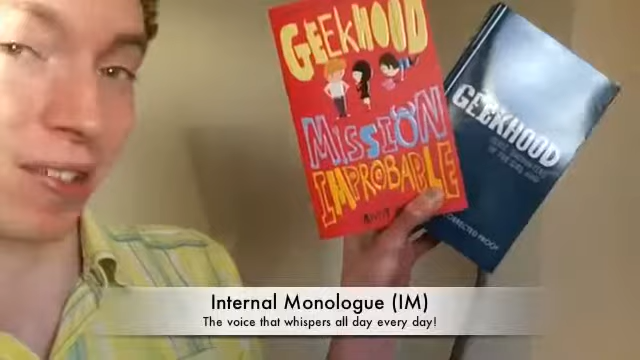 GEEKHOOD
MISSION
IMPROBABLE
GEEKHOOD
CORRECTED PROOF
Internal Monologue (IM)
The voice that whispers all day every day!